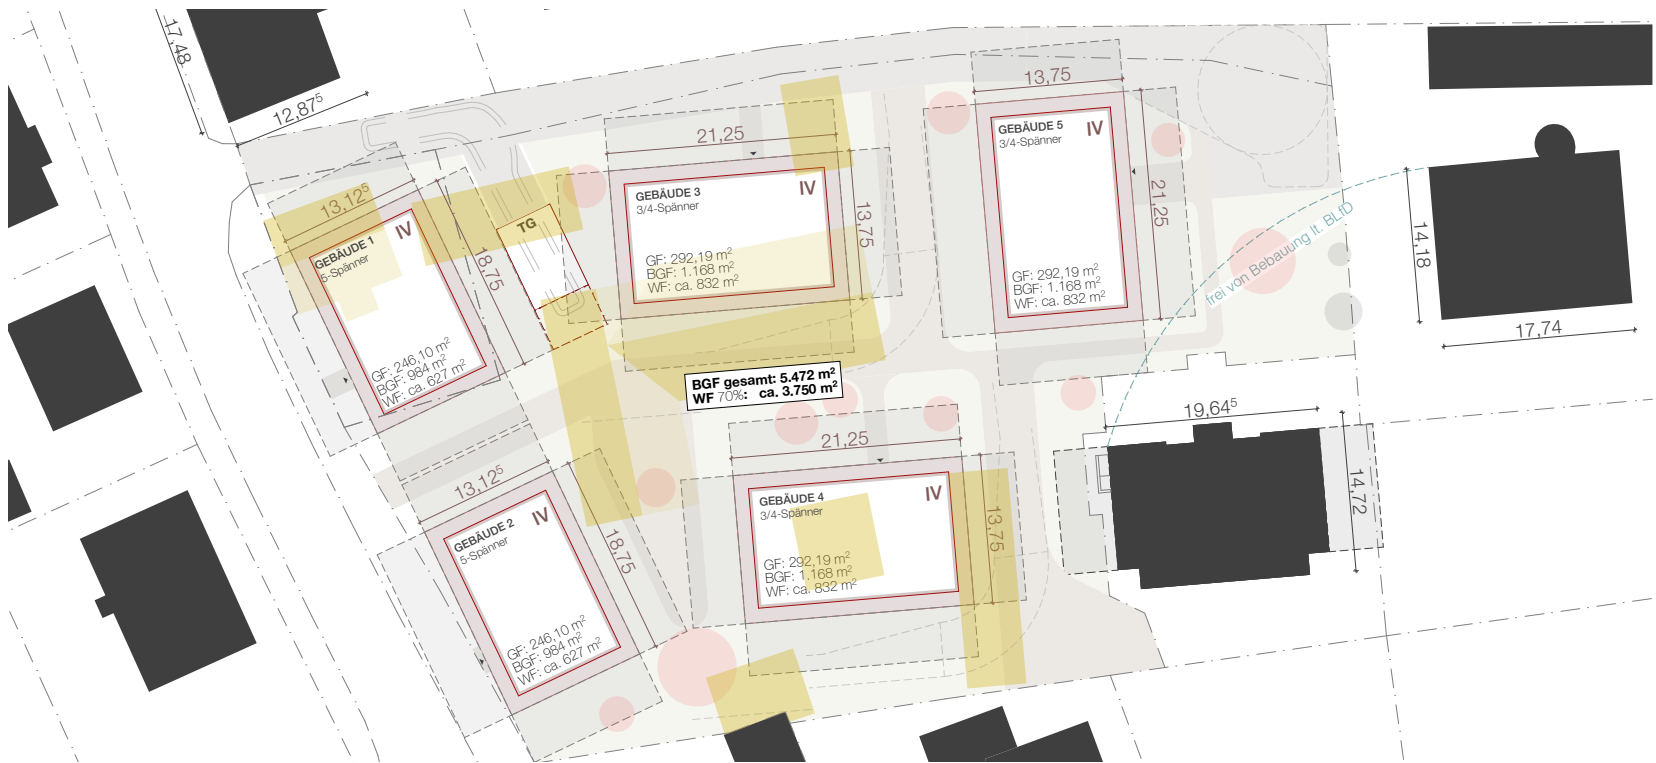 17,48
12,87⁵
13,12⁵
GEBÄUDE 1
5-Spänner
IV
18,75
GF: 246,10 m²
BGF: 984 m²
WF: ca. 627 m²
TG
21,25
GEBÄUDE 3
3/4-Spänner
IV
13,75
GF: 292,19 m²
BGF: 1.168 m²
WF: ca. 832 m²
13,75
GEBÄUDE 5
3/4-Spänner
IV
21,25
GF: 292,19 m²
BGF: 1.168 m²
WF: ca. 832 m²
frei von Bebauung lt. BLfD
14,18
17,74
BGF gesamt: 5.472 m²
WF 70%: ca. 3.750 m²
13,12⁵
GEBÄUDE 2
5-Spänner
IV
18,75
GF: 246,10 m²
BGF: 984 m²
WF: ca. 627 m²
21,25
GEBÄUDE 4
3/4-Spänner
IV
13,75
GF: 292,19 m²
BGF: 1.168 m²
WF: ca. 832 m²
19,64⁵
14,72